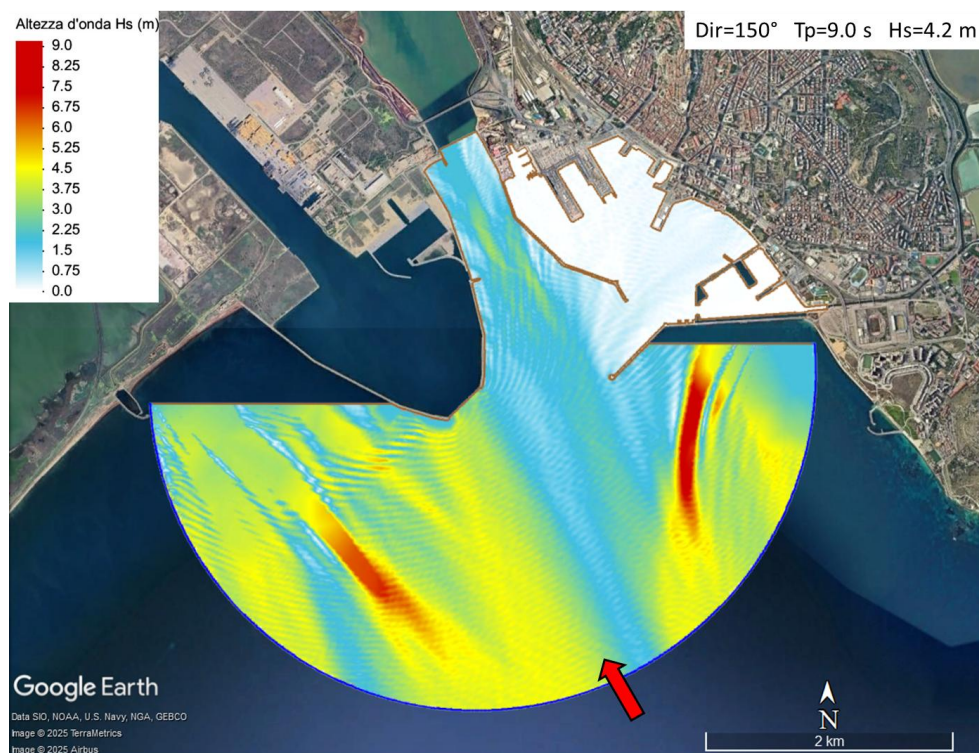 Altezza d'onda Hs (m)
9.0
8.25
7.5
6.75
6.0
5.25
4.5
3.75
3.0
2.25
1.5
0.75
0.0
Dir=150° Tp=9.0 s Hs=4.2 m
Google Earth
Data SIO, NOAA, U.S. Navy, NGA, GEBCO
Image © 2025 TerraMetrics
Image © 2025 Airbus
N
2 km